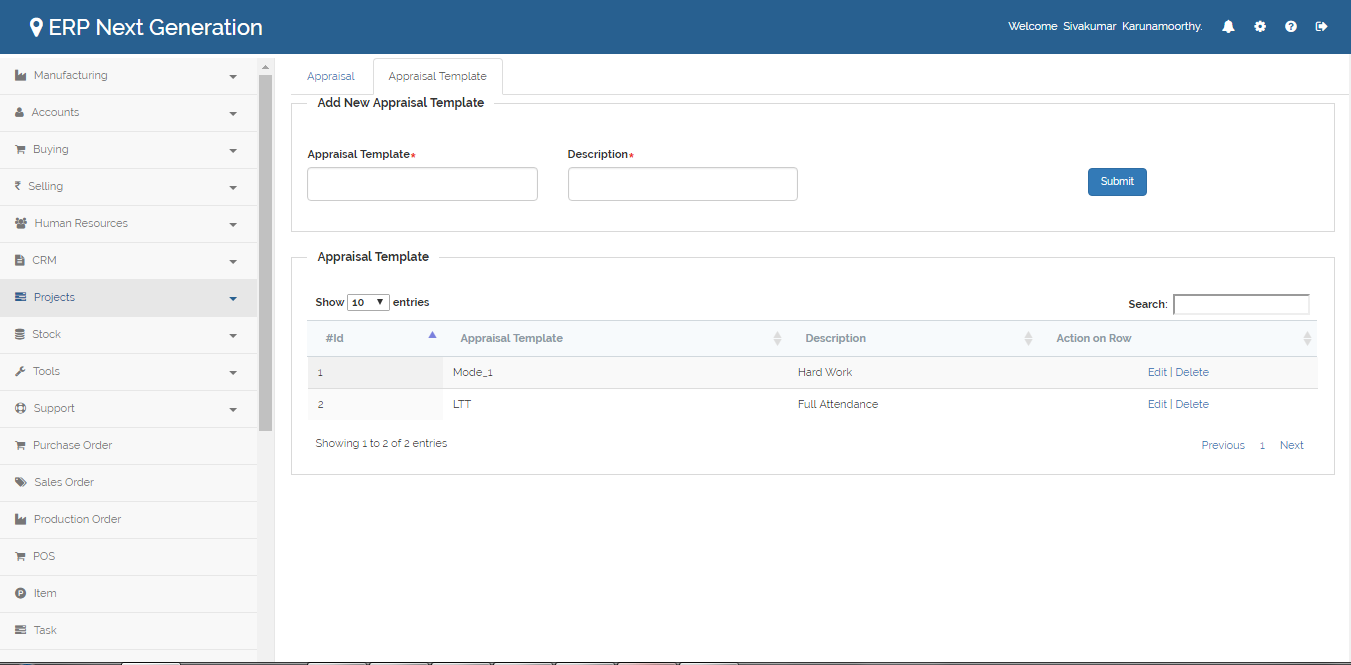 ERP Next Generation
Welcome Sivakumar Karunamoorthy.
Manufacturing
Accounts
Buying
Selling
Human Resources
CRM
Projects
Stock
Tools
Support
Purchase Order
Sales Order
Production Order
POS
Item
Task
Appraisal Appraisal Template
Add New Appraisal Template
Appraisal Template* Description*
Submit
Appraisal Template
Show 10 entries Search:
#Id Appraisal Template Description Action on Row
1 Mode_1 Hard Work Edit | Delete
2 LTT Full Attendance Edit | Delete
Showing 1 to 2 of 2 entries Previous 1 Next